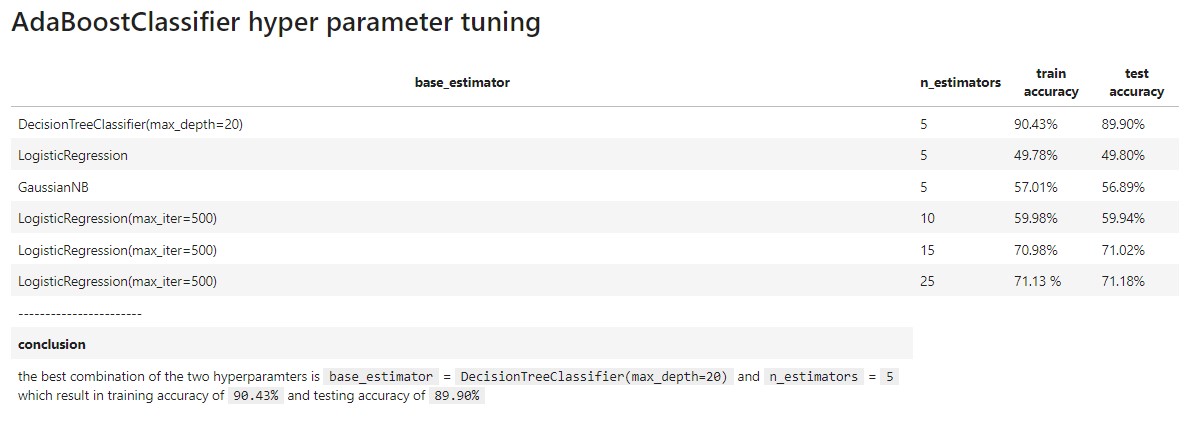 AdaBoostClassifier hyper parameter tuning
base_estimator n_estimators train accuracy test accuracy
DecisionTreeClassifier(max_depth=20) 5 90.43% 89.90%
LogisticRegression 5 49.78% 49.80%
GaussianNB 5 57.01% 56.89%
LogisticRegression(max_iter=500) 10 59.98% 59.94%
LogisticRegression(max_iter=500) 15 70.98% 71.02%
LogisticRegression(max_iter=500) 25 71.13 % 71.18%
-----------------------
conclusion
the best combination of the two hyperparamters is base_estimator = DecisionTreeClassifier(max_depth=20) and n_estimators = 5
which result in training accuracy of 90.43% and testing accuracy of 89.90%